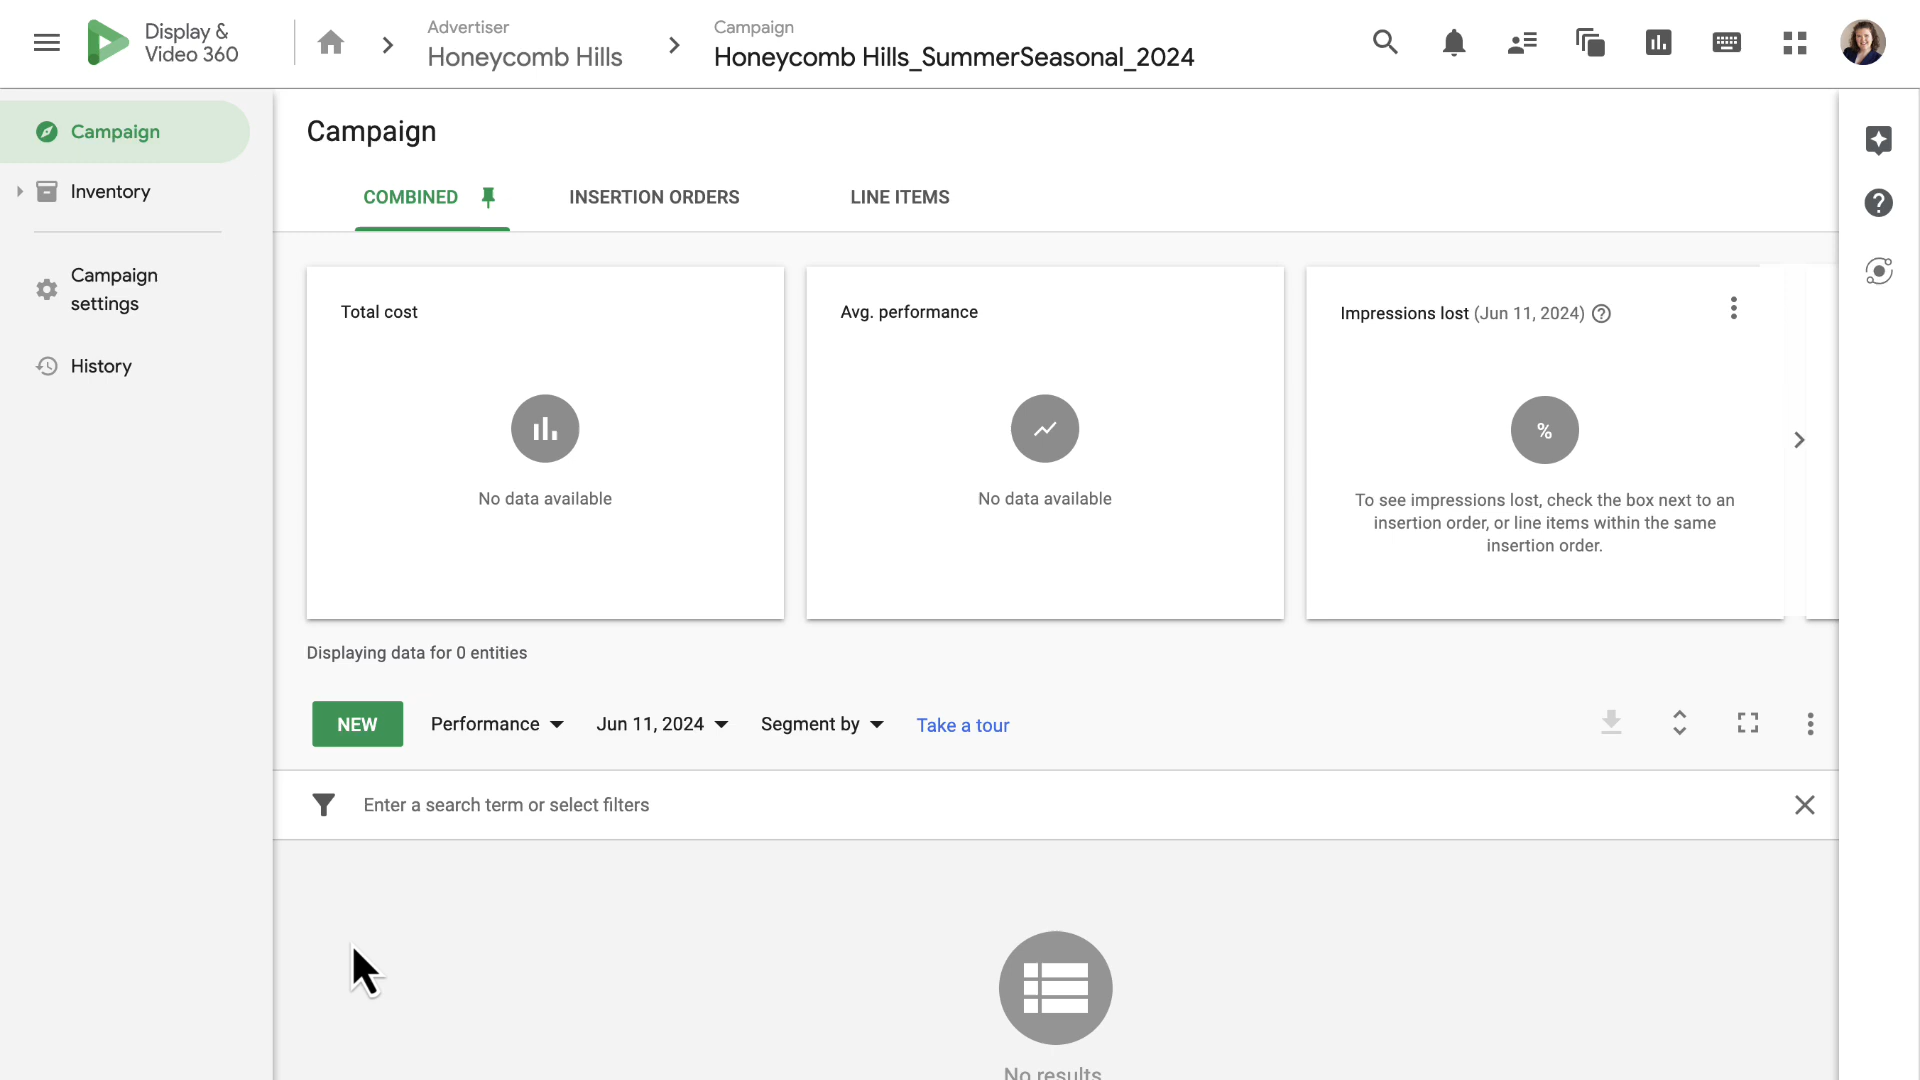 Display &
Video 360
Advertiser
Honeycomb Hills
Campaign
Honeycomb Hills_SummerSeasonal_2024
Campaign
Inventory
Campaign
settings
History
Campaign
COMBINED
INSERTION ORDERS
LINE ITEMS
Total cost
No data available
Avg. performance
No data available
Impressions lost (Jun 11, 2024) ?
%
To see impressions lost, check the box next to an
insertion order, or line items within the same
insertion order.
Displaying data for 0 entities
NEW
Performance
Jun 11, 2024
Segment by
Take a tour
Enter a search term or select filters
No results